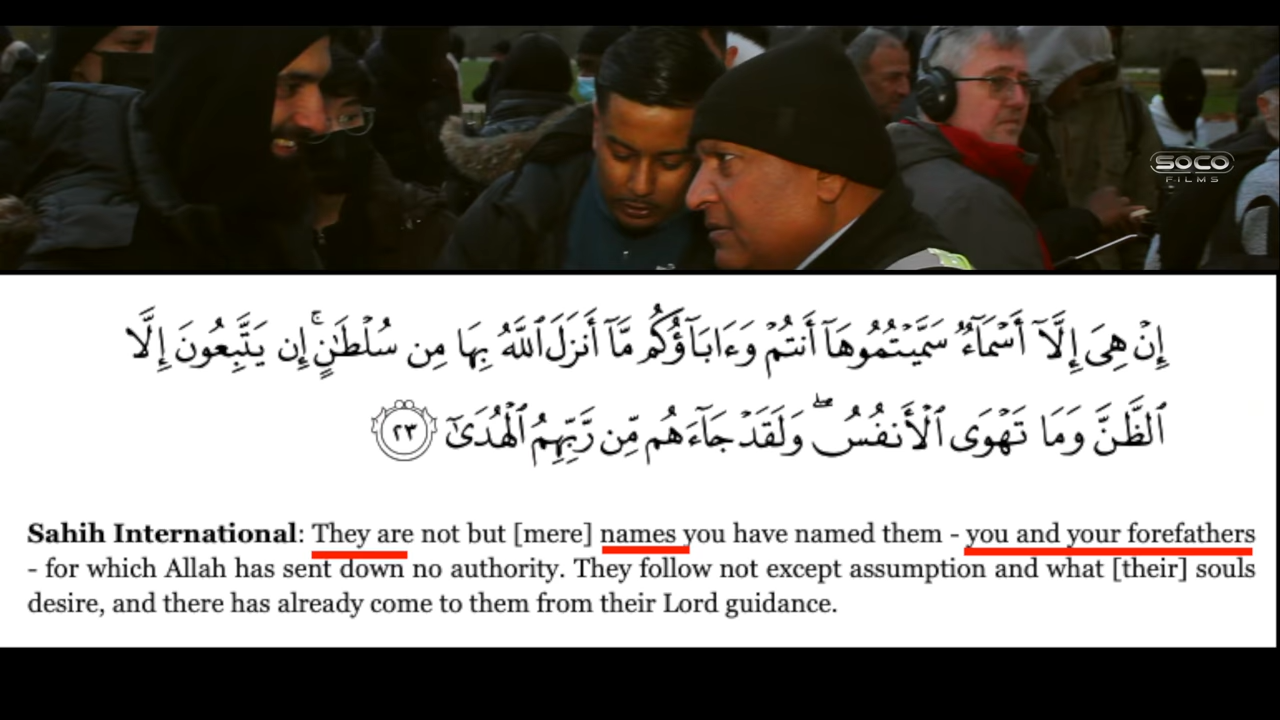 SOCO
FILMS
إِنْ هِىَ إِلَّآ أَسْمَآءٌ سَمَّيْتُمُوهَآ أَنتُمْ وَءَابَآؤُكُم مَّآ أَنزَلَ ٱللَّهُ بِهَا مِن سُلْطَـٰنٍ ۚ إِن يَتَّبِعُونَ إِلَّا
ٱلظَّنَّ وَمَا تَهْوَى ٱلْأَنفُسُ ۖ وَلَقَدْ جَآءَهُم مِّن رَّبِّهِمُ ٱلْهُدَىٰٓ ٢٣
Sahih International: They are not but [mere] names you have named them - you and your forefathers
- for which Allah has sent down no authority. They follow not except assumption and what [their] souls
desire, and there has already come to them from their Lord guidance.